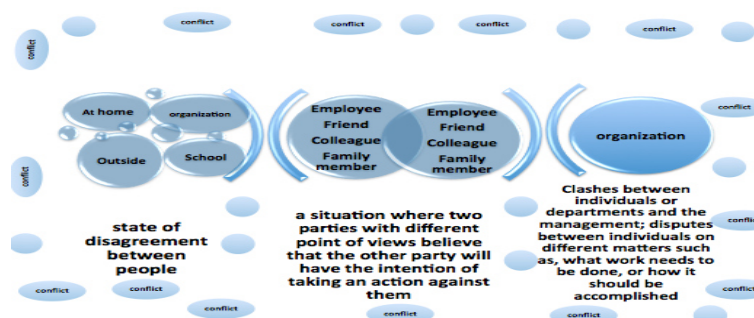 conflict
conflict
conflict
conflict
conflict
conflict
At home
organization
Outside
School
Employee
Friend
Colleague
Family
member
Employee
Friend
Colleague
Family
member
organization
conflict
conflict
state of
disagreement
between
people
a situation where two
parties with different
point of views believe
that the other party will
have the intention of
taking an action against
them
Clashes between
individuals or
departments and the
management; disputes
between individuals on
different matters such
as, what work needs to
be done, or how it
should be
accomplished
conflict
conflict
conflict
conflict
conflict
conflict